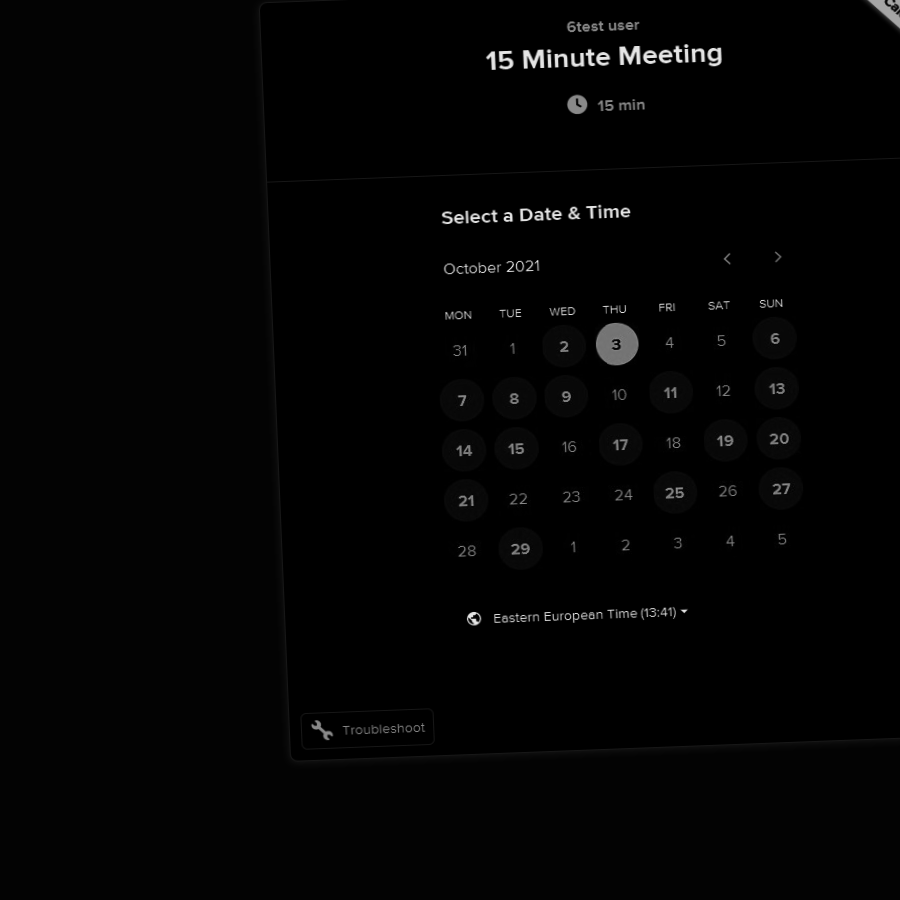 6test user
15 Minute Meeting
15 min
Select a Date & Time
October 2021
MON TUE WED THU FRI SAT SUN
31 1 2 3 4 5 6
7 8 9 10 11 12 13
14 15 16 17 18 19 20
21 22 23 24 25 26 27
28 29 1 2 3 4 5
Eastern European Time (13:41)
Troubleshoot